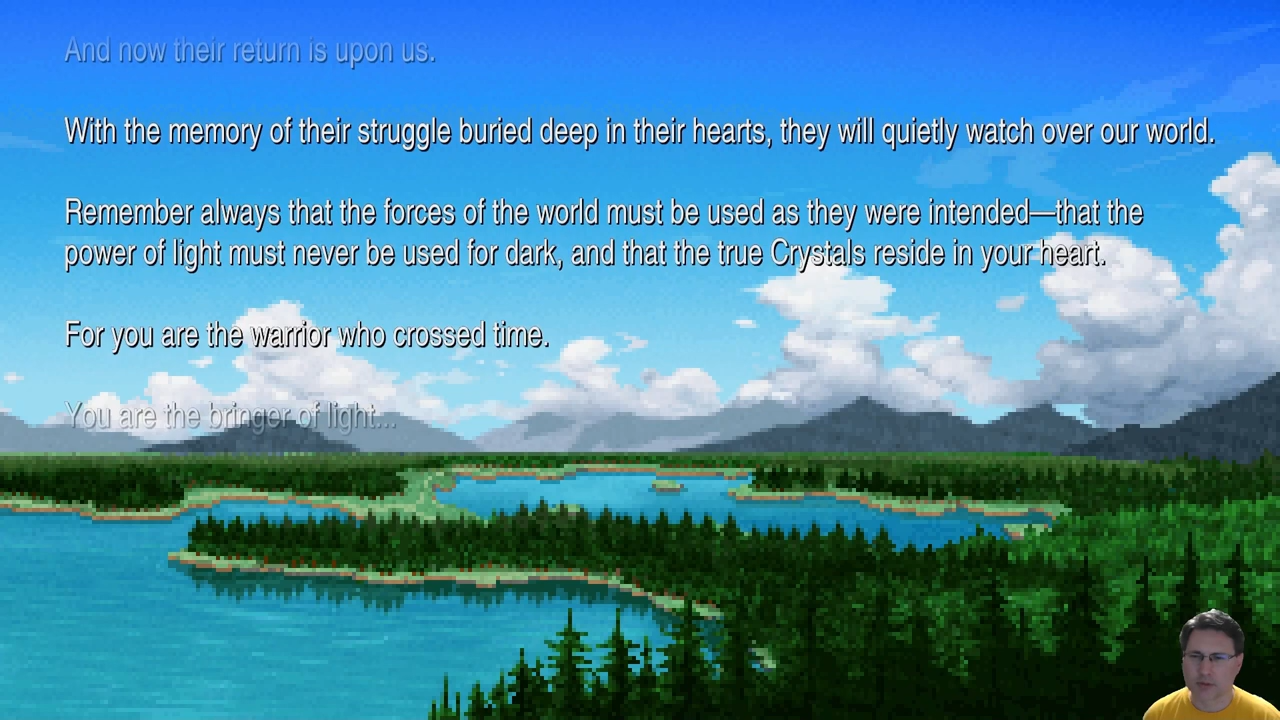 And now their return is upon us.
With the memory of their struggle buried deep in their hearts, they will quietly watch over our world.
Remember always that the forces of the world must be used as they were intended—that the
power of light must never be used for dark, and that the true Crystals reside in your heart.
For you are the warrior who crossed time.
You are the bringer of light...